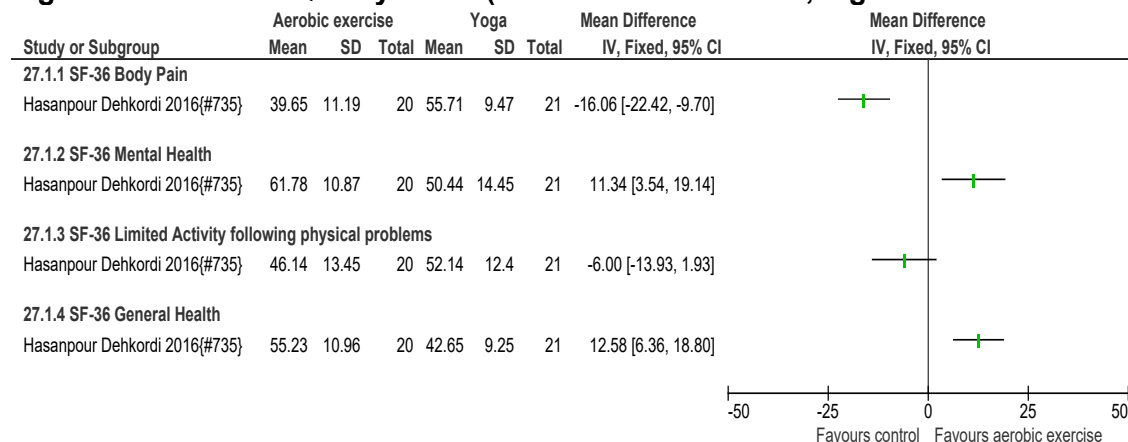 Aerobic exercise Yoga Mean Difference Mean Difference
Study or Subgroup Mean SD Total Mean SD Total IV, Fixed, 95% CI IV, Fixed, 95% CI
27.1.1 SF-36 Body Pain
Hasanpour Dehkordi 2016{#735} 39.65 11.19 20 55.71 9.47 21 -16.06 [-22.42, -9.70]
27.1.2 SF-36 Mental Health
Hasanpour Dehkordi 2016{#735} 61.78 10.87 20 50.44 14.45 21 11.34 [3.54, 19.14]
27.1.3 SF-36 Limited Activity following physical problems
Hasanpour Dehkordi 2016{#735} 46.14 13.45 20 52.14 12.4 21 -6.00 [-13.93, 1.93]
27.1.4 SF-36 General Health
Hasanpour Dehkordi 2016{#735} 55.23 10.96 20 42.65 9.25 21 12.58 [6.36, 18.80]
-50 -25 0 25 50
Favours control Favours aerobic exercise